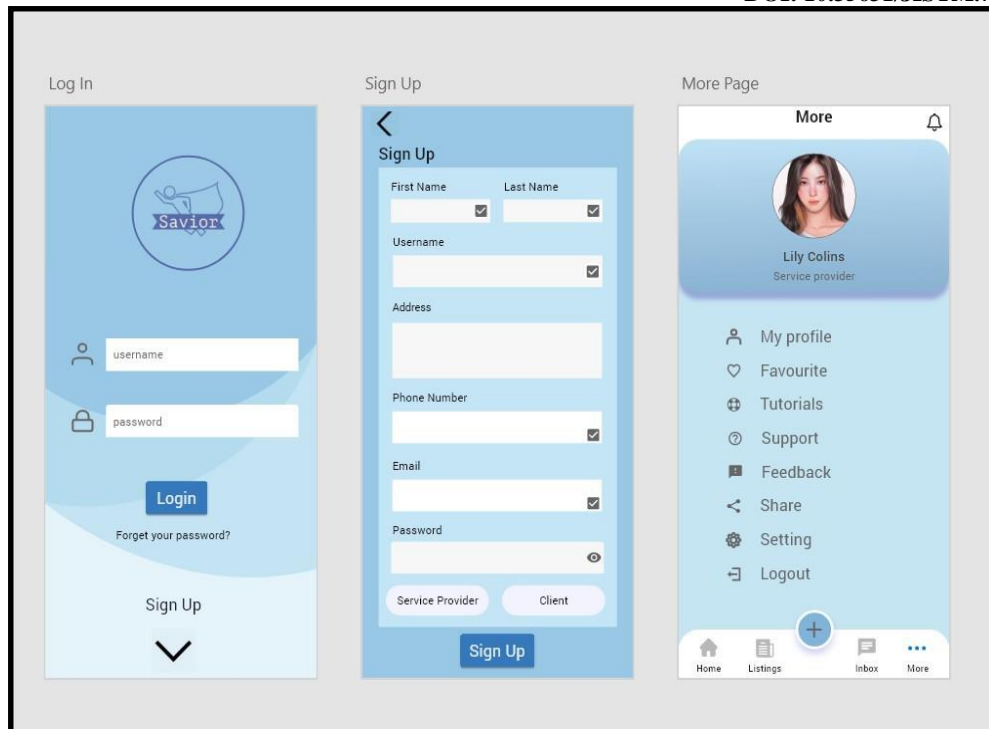 Log In
Savior
username
password
Login
Forget your password?
Sign Up
Sign Up
Sign Up
First Name Last Name
Username
Address
Phone Number
Email
Password
Service Provider Client
Sign Up
More Page
More
Lily Colins
Service provider
My profile
Favourite
Tutorials
Support
Feedback
Share
Setting
Logout
Home Listings Inbox More